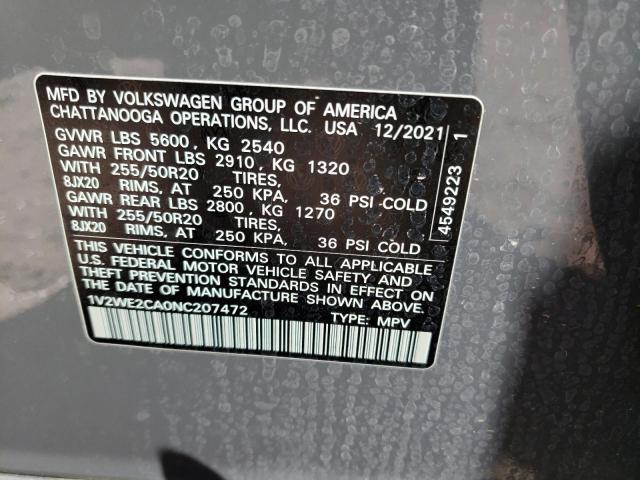 MFD BY VOLKSWAGEN GROUP OF AMERICA
CHATTANOOGA OPERATIONS, LLC. USA 12/2021
GVWR LBS 5600, KG 2540
GAWR FRONT LBS 2910, KG 1320
WITH 255/50R20 TIRES,
8JX20 RIMS, AT 250 KPA, 36 PSI COLD
GAWR REAR LBS 2800, KG 1270
WITH 255/50R20 TIRES,
8JX20 RIMS, AT 250 KPA, 36 PSI COLD
THIS VEHICLE CONFORMS TO ALL APPLICABLE
U.S. FEDERAL MOTOR VEHICLE SAFETY AND
THEFT PREVENTION STANDARDS IN EFFECT ON
THE DATE OF MANUFACTURE SHOWN ABOVE.
1V2WE2CA0NC207472 TYPE: MPV
4549223 1